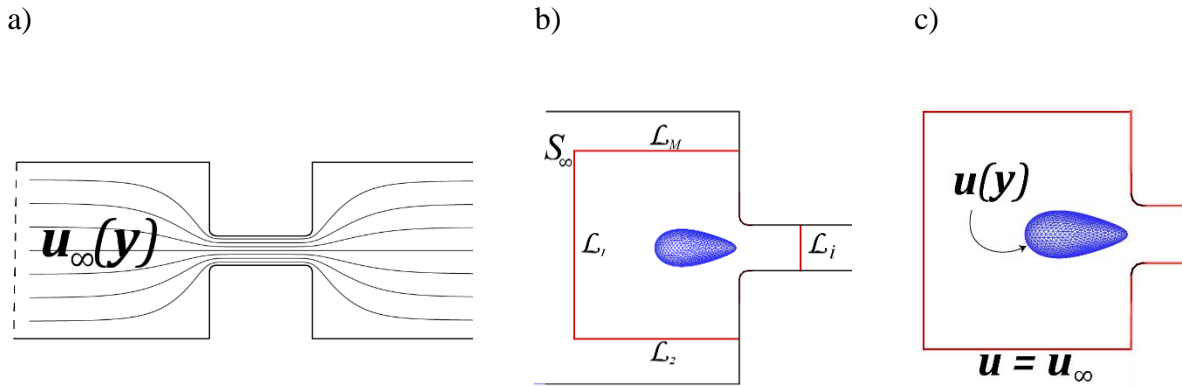 a)
b)
c)
u∞(y)
S∞
ℒM
ℒ1
ℒi
ℒ2
u(y)
u = u∞